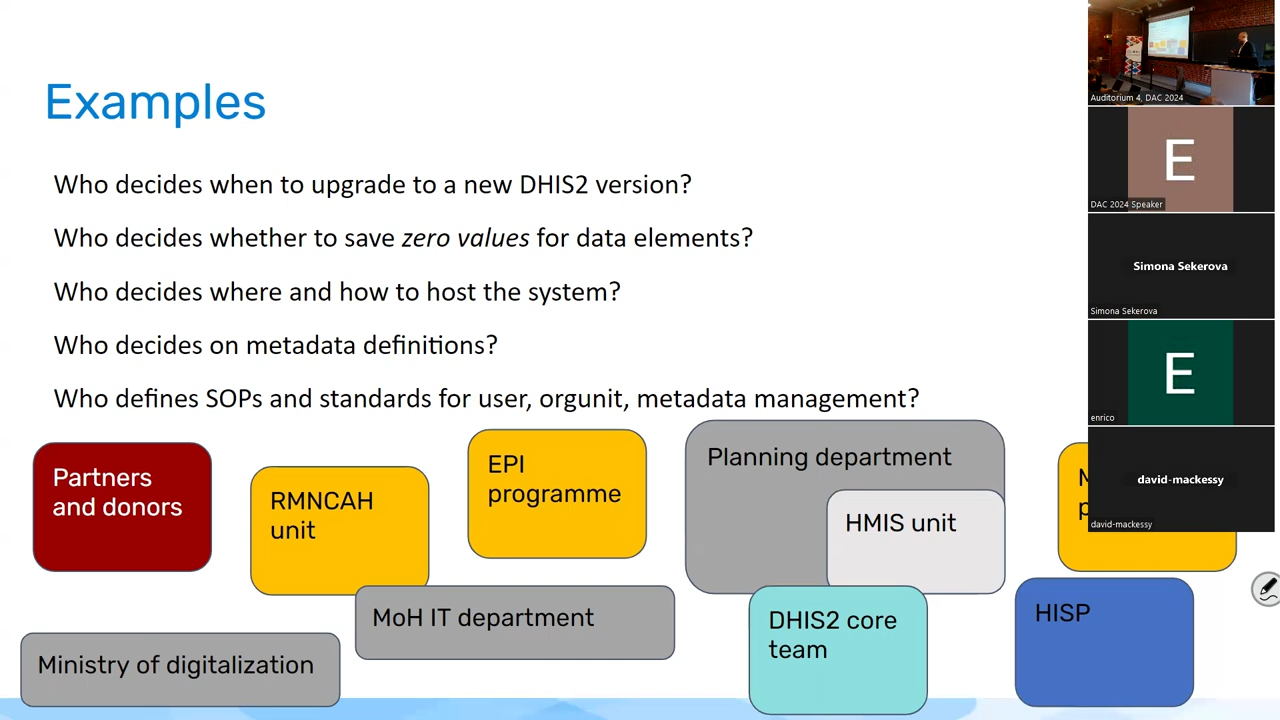 Examples
Who decides when to upgrade to a new DHIS2 version?
Who decides whether to save zero values for data elements?
Who decides where and how to host the system?
Who decides on metadata definitions?
Who defines SOPs and standards for user, orgunit, metadata management?
Partners
and donors
RMNCAH
unit
EPI
programme
Planning department
HMIS unit
MoH IT department
DHIS2 core
team
HISP
Ministry of digitalization
Auditorium 4, DAC 2024
E
DAC 2024 Speaker
Simona Sekerova
Simona Sekerova
E
enrico
david-mackessy
david-mackessy